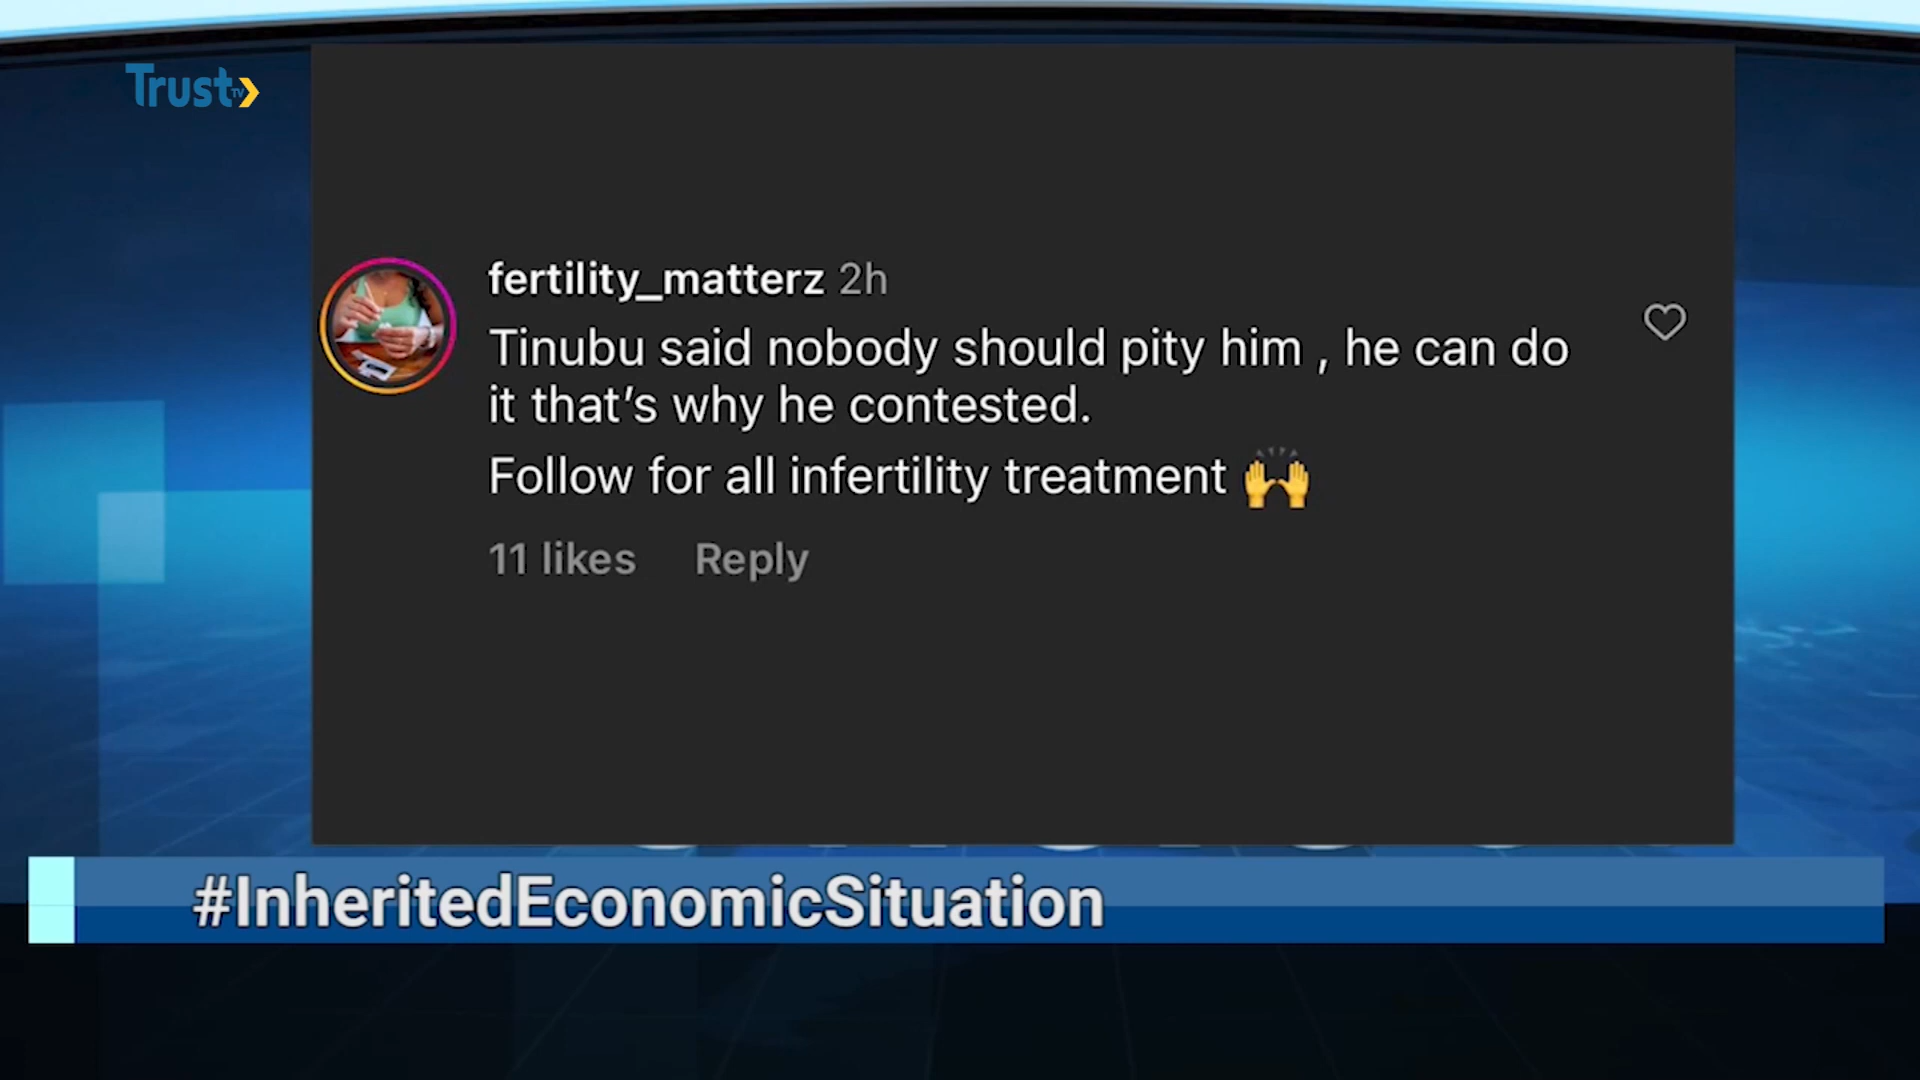 Trust TV
fertility_matterz 2h
Tinubu said nobody should pity him , he can do
it that’s why he contested.
Follow for all infertility treatment 🙌
11 likes Reply
#InheritedEconomicSituation